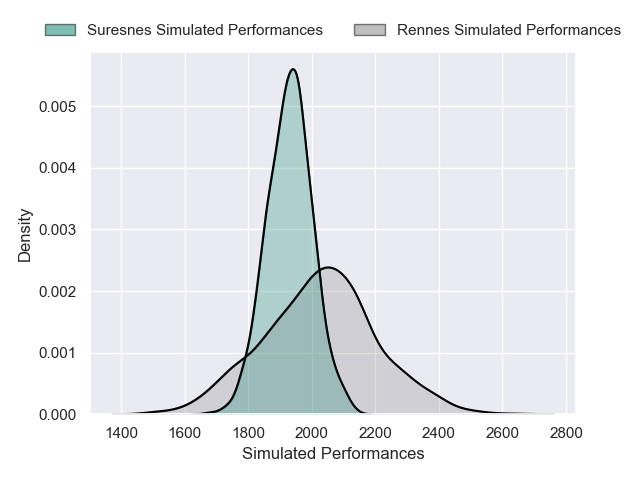 Suresnes Simulated Performances
Rennes Simulated Performances
Density
0.005
0.004
0.003
0.002
0.001
0.000
1400 1600 1800 2000 2200 2400 2600 2800
Simulated Performances